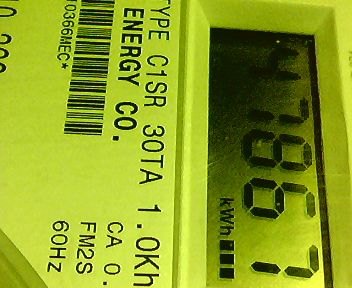 47867
kWh
TYPE C1SR 30TA 1.0Kh
ENERGY CO.
CA 0.
FM2S
60Hz
0366MEC*